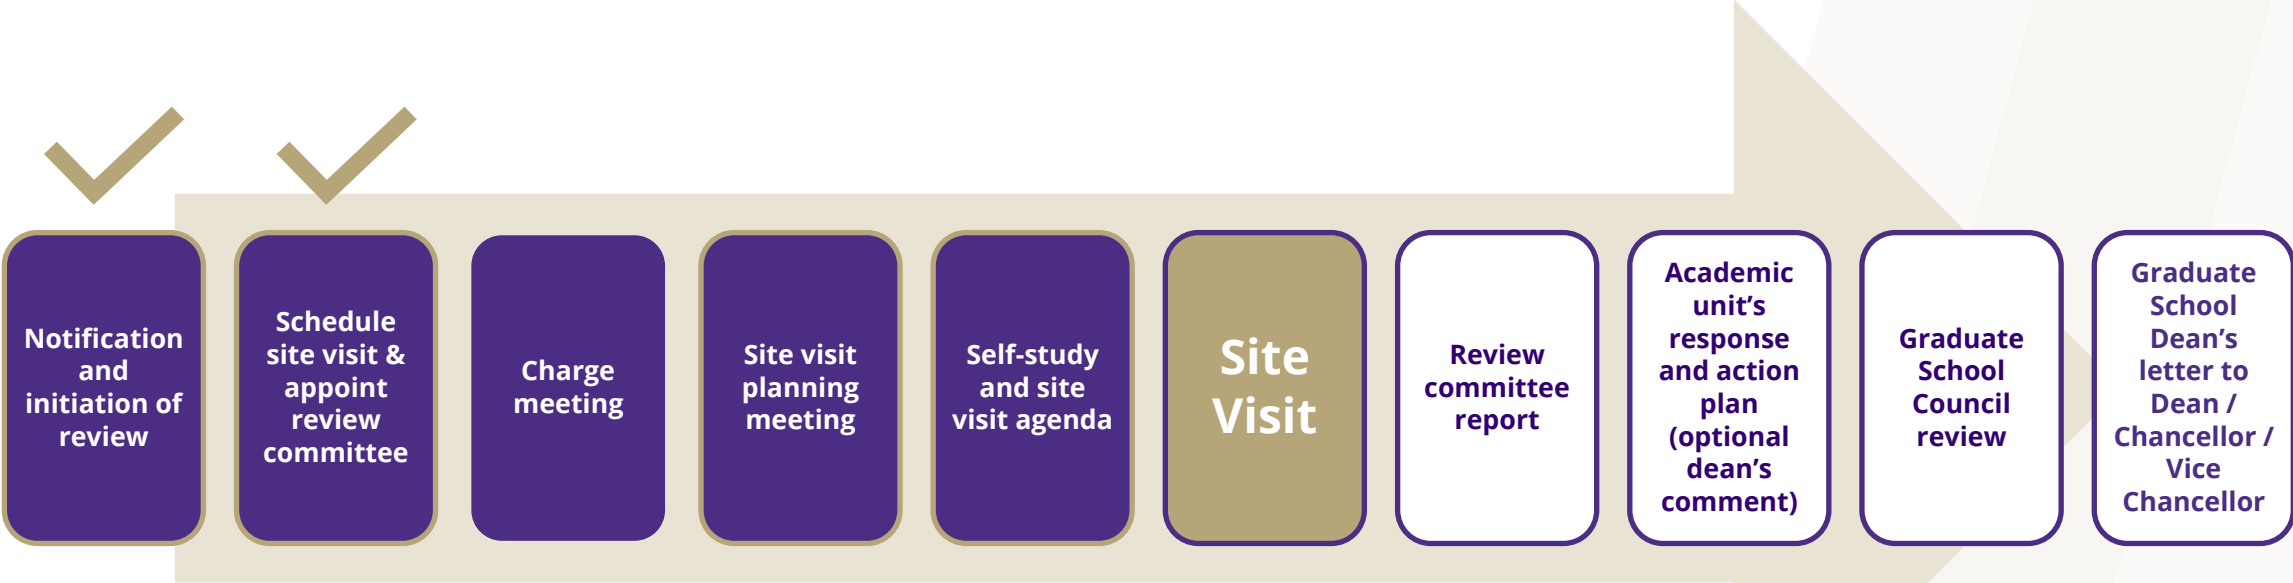 Notification
and
initiation of
review
Schedule
site visit &
appoint
review
committee
Charge
meeting
Site visit
planning
meeting
Self-study
and site
visit agenda
Site
Visit
Review
committee
report
Academic
unit’s
response
and action
plan
(optional
dean’s
comment)
Graduate
School
Council
review
Graduate
School
Dean’s
letter to
Dean /
Chancellor /
Vice
Chancellor